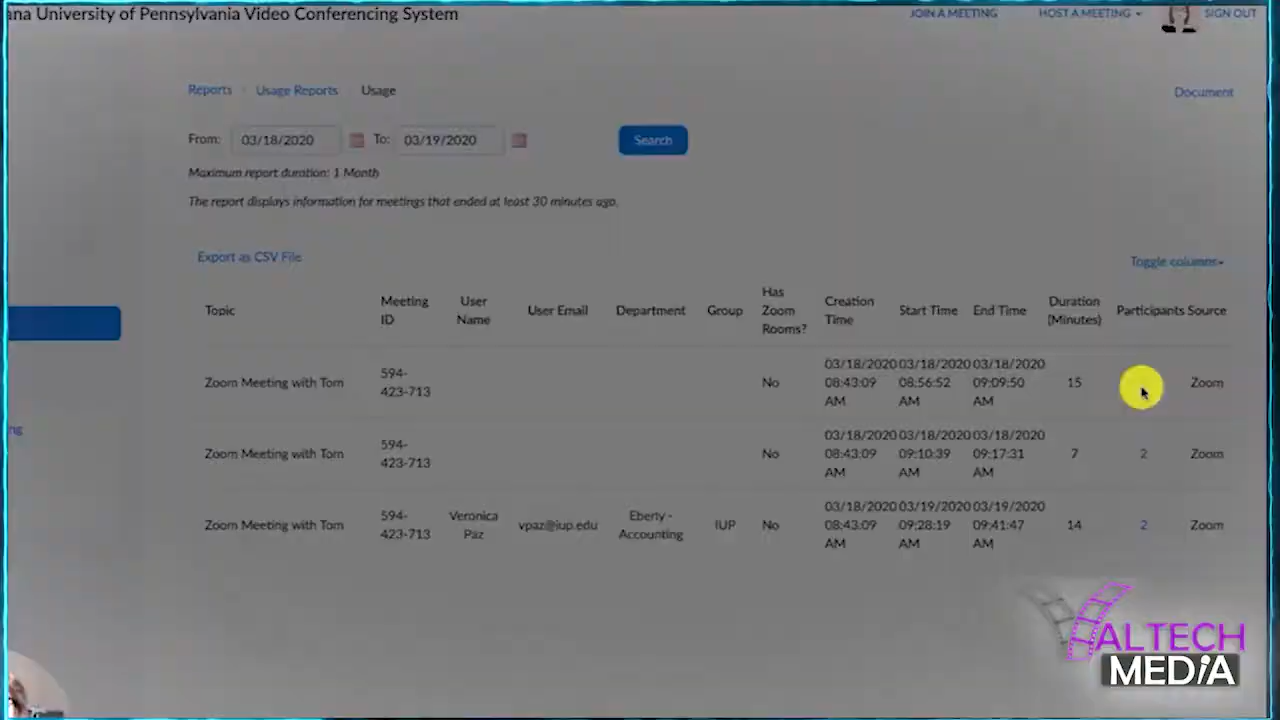 ana University of Pennsylvania Video Conferencing System
JOIN A MEETING HOST A MEETING SIGN OUT
Reports Usage Reports Usage
Document
From: 03/18/2020 To: 03/19/2020 Search
Maximum report duration: 1 Month
The report displays information for meetings that ended at least 30 minutes ago.
Export as CSV File
Toggle columns
Topic Meeting ID User Name User Email Department Group Has Zoom Rooms? Creation Time Start Time End Time Duration (Minutes) Participants Source
Zoom Meeting with Tom 594-423-713 No 03/18/2020 08:43:09 AM 03/18/2020 08:56:52 AM 03/18/2020 09:09:50 AM 15 Zoom
ng
Zoom Meeting with Tom 594-423-713 No 03/18/2020 08:43:09 AM 03/18/2020 09:10:39 AM 03/18/2020 09:17:31 AM 7 2 Zoom
Zoom Meeting with Tom 594-423-713 Veronica Paz vpaz@iup.edu Eberly - Accounting IUP No 03/18/2020 08:43:09 AM 03/19/2020 09:28:19 AM 03/19/2020 09:41:47 AM 14 2 Zoom
VALTECH
MEDiA